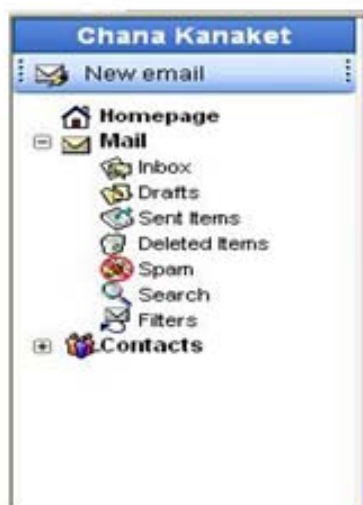 Chana Kanaket
New email
Homepage
Mail
Inbox
Drafts
Sent Items
Deleted Items
Spam
Search
Filters
Contacts